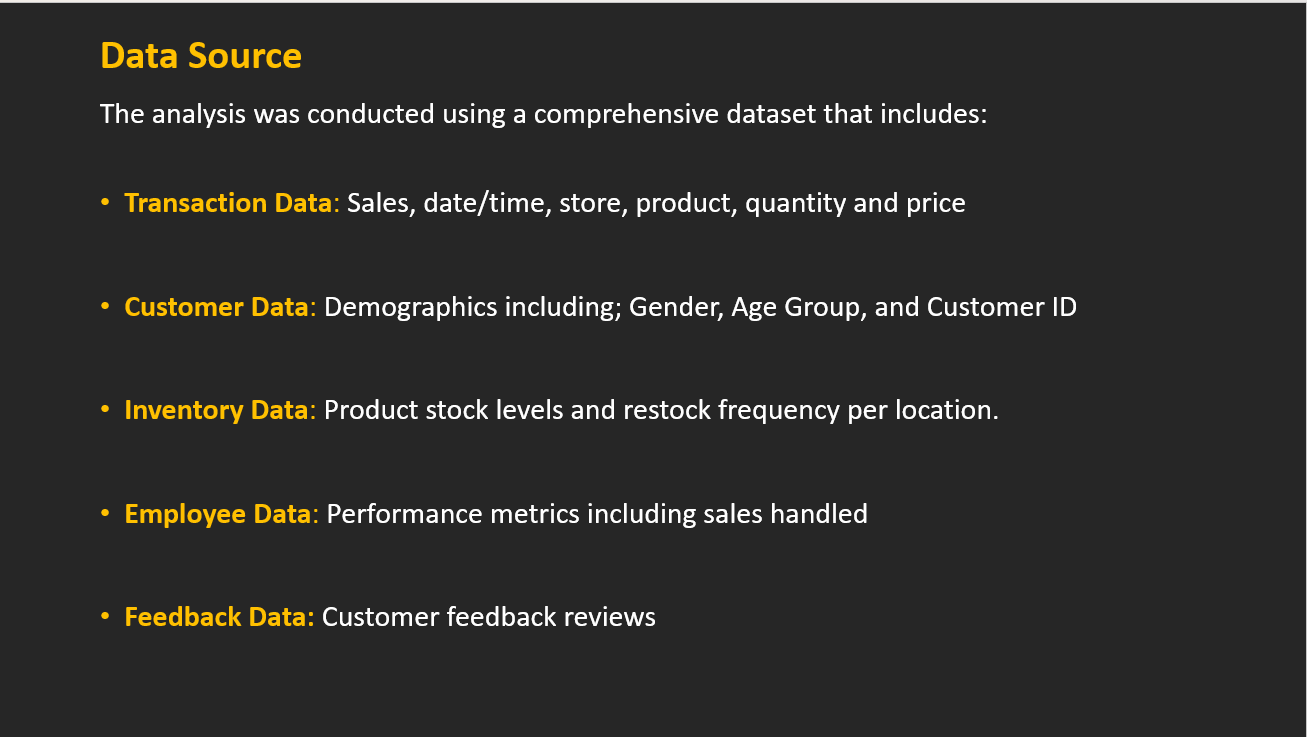 Data Source
The analysis was conducted using a comprehensive dataset that includes:
• Transaction Data: Sales, date/time, store, product, quantity and price
• Customer Data: Demographics including; Gender, Age Group, and Customer ID
• Inventory Data: Product stock levels and restock frequency per location.
• Employee Data: Performance metrics including sales handled
• Feedback Data: Customer feedback reviews